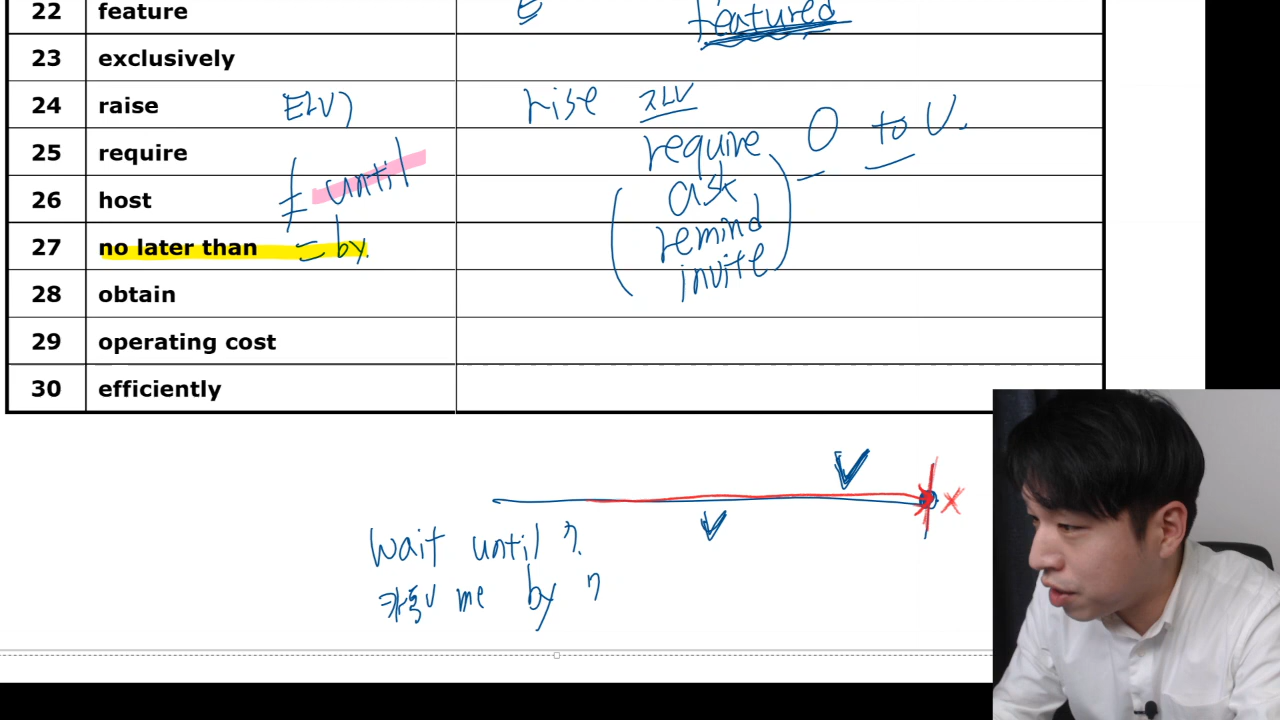 22 feature featured
23 exclusively
24 raise 타V) rise 자V
25 require require O to V.
26 host ≠ until ask
27 no later than = by. remind
28 obtain invite
29 operating cost
30 efficiently
V
X
V
wait until 7.
카톡V me by 7